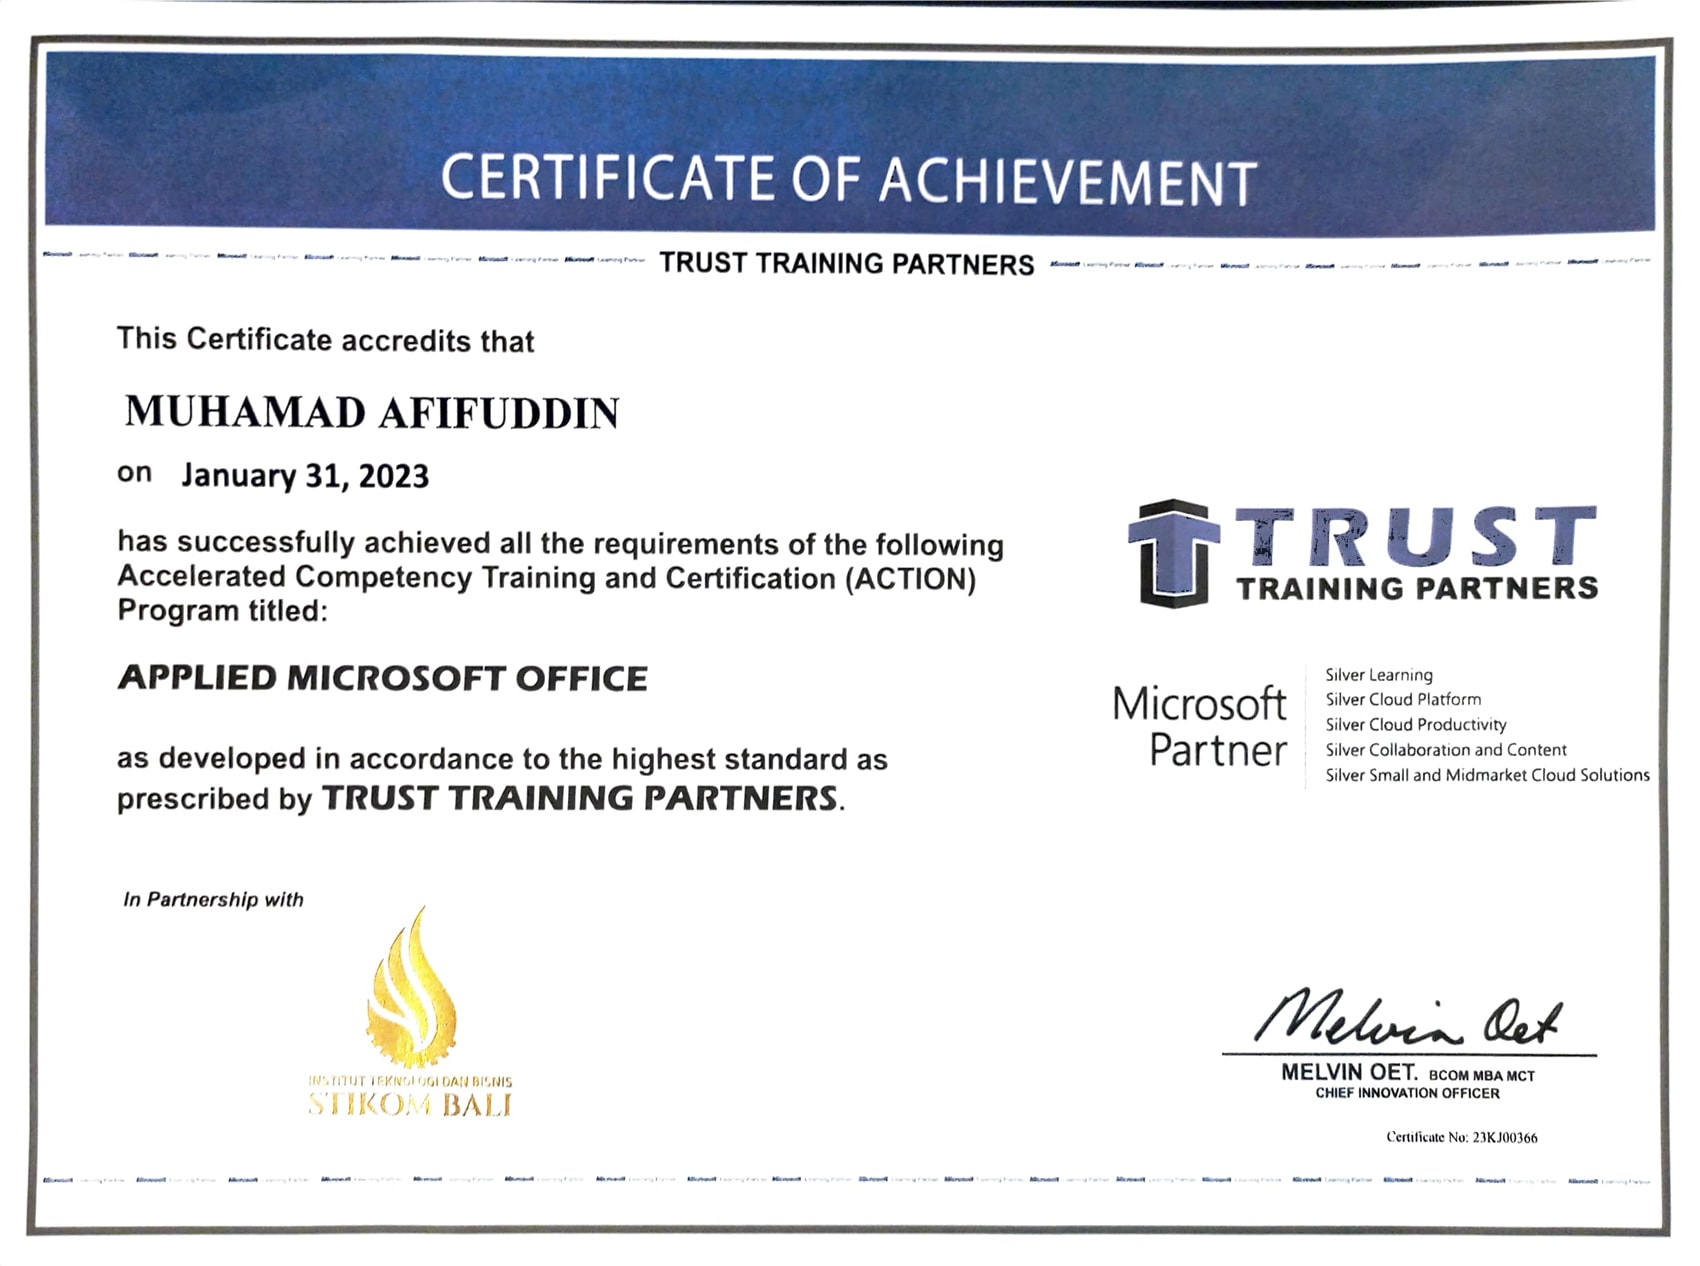 CERTIFICATE OF ACHIEVEMENT
TRUST TRAINING PARTNERS
This Certificate accredits that
MUHAMAD AFIFUDDIN
on January 31, 2023
has successfully achieved all the requirements of the following
Accelerated Competency Training and Certification (ACTION)
Program titled:
APPLIED MICROSOFT OFFICE
as developed in accordance to the highest standard as
prescribed by TRUST TRAINING PARTNERS.
TRUST
TRAINING PARTNERS
Microsoft
Partner
Silver Learning
Silver Cloud Platform
Silver Cloud Productivity
Silver Collaboration and Content
Silver Small and Midmarket Cloud Solutions
In Partnership with
INSTITUT TEKNOLOGI DAN BISNIS
STIKOM BALI
Melvin Oet
MELVIN OET. BCOM MBA MCT
CHIEF INNOVATION OFFICER
Certificate No: 23KJ00366